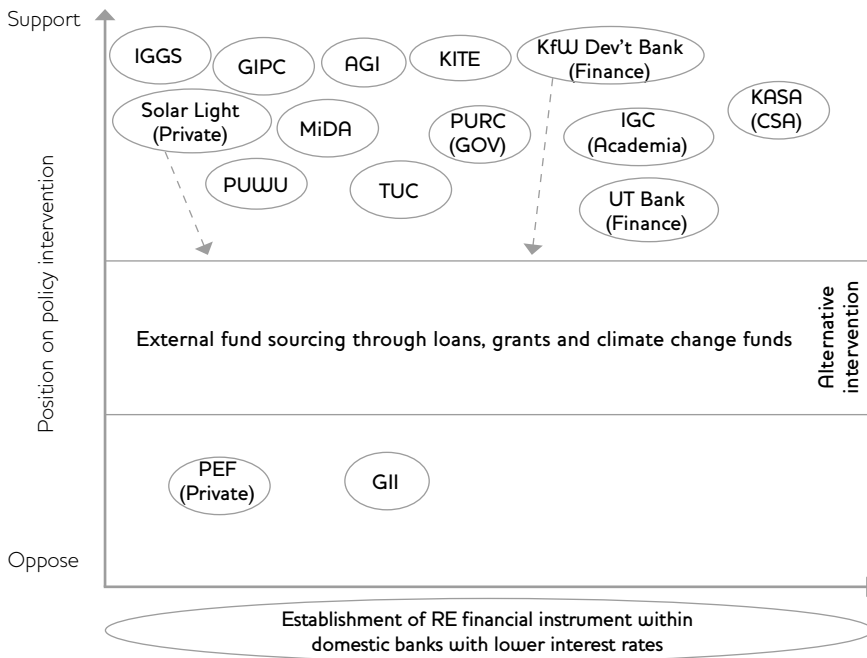 Support
IGGS
GIPC
AGI
KITE
KfW Dev't Bank
(Finance)
KASA
(CSA)
Solar Light
(Private)
MiDA
PURC
(GOV)
IGC
(Academia)
PUWU
TUC
UT Bank
(Finance)
Position on policy intervention
External fund sourcing through loans, grants and climate change funds
Alternative
intervention
PEF
(Private)
GII
Oppose
Establishment of RE financial instrument within
domestic banks with lower interest rates